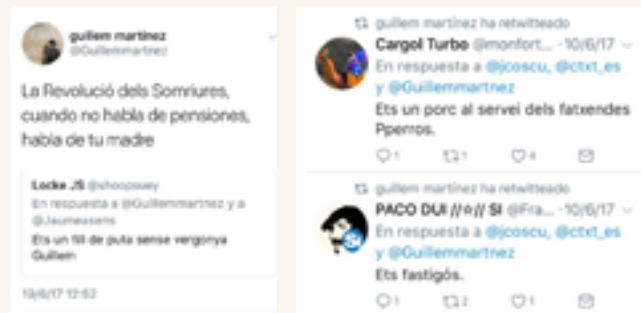 guillem martínez
@Guillemmartnez
La Revolució dels Somriures,
cuando no habla de pensiones,
habla de tu madre
Locke JS @shoopsuey
En respuesta a @Guillemmartnez y a
@Jaumeasens
Ets un fill de puta sense vergonya
Guillem
19/6/17 12:52
guillem martínez ha retwitteado
Cargol Turbo @monfort... · 10/6/17
En respuesta a @jcoscu, @ctxt_es
y @Guillemmartnez
Ets un porc al servei dels fatxendes
Pperros.
1 1 4
guillem martínez ha retwitteado
PACO DUI //☆// SI @Fra... · 10/6/17
En respuesta a @jcoscu, @ctxt_es
y @Guillemmartnez
Ets fastigós.
1 2 1